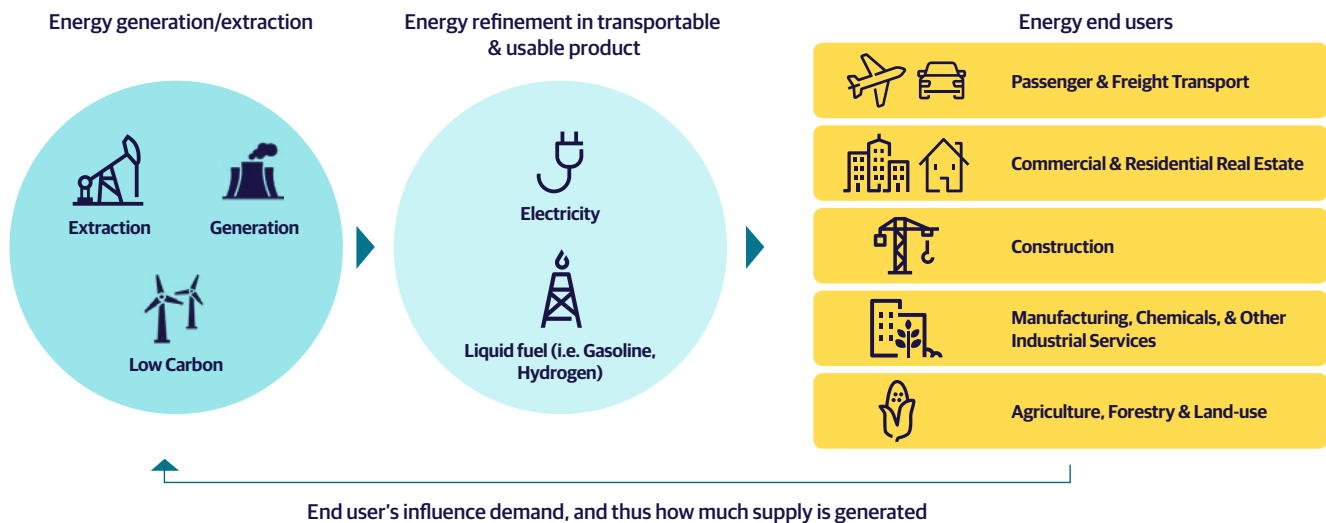 Energy generation/extraction
Extraction
Generation
Low Carbon
Energy refinement in transportable
& usable product
Electricity
Liquid fuel (i.e. Gasoline,
Hydrogen)
Energy end users
Passenger & Freight Transport
Commercial & Residential Real Estate
Construction
Manufacturing, Chemicals, & Other
Industrial Services
Agriculture, Forestry & Land-use
End user's influence demand, and thus how much supply is generated